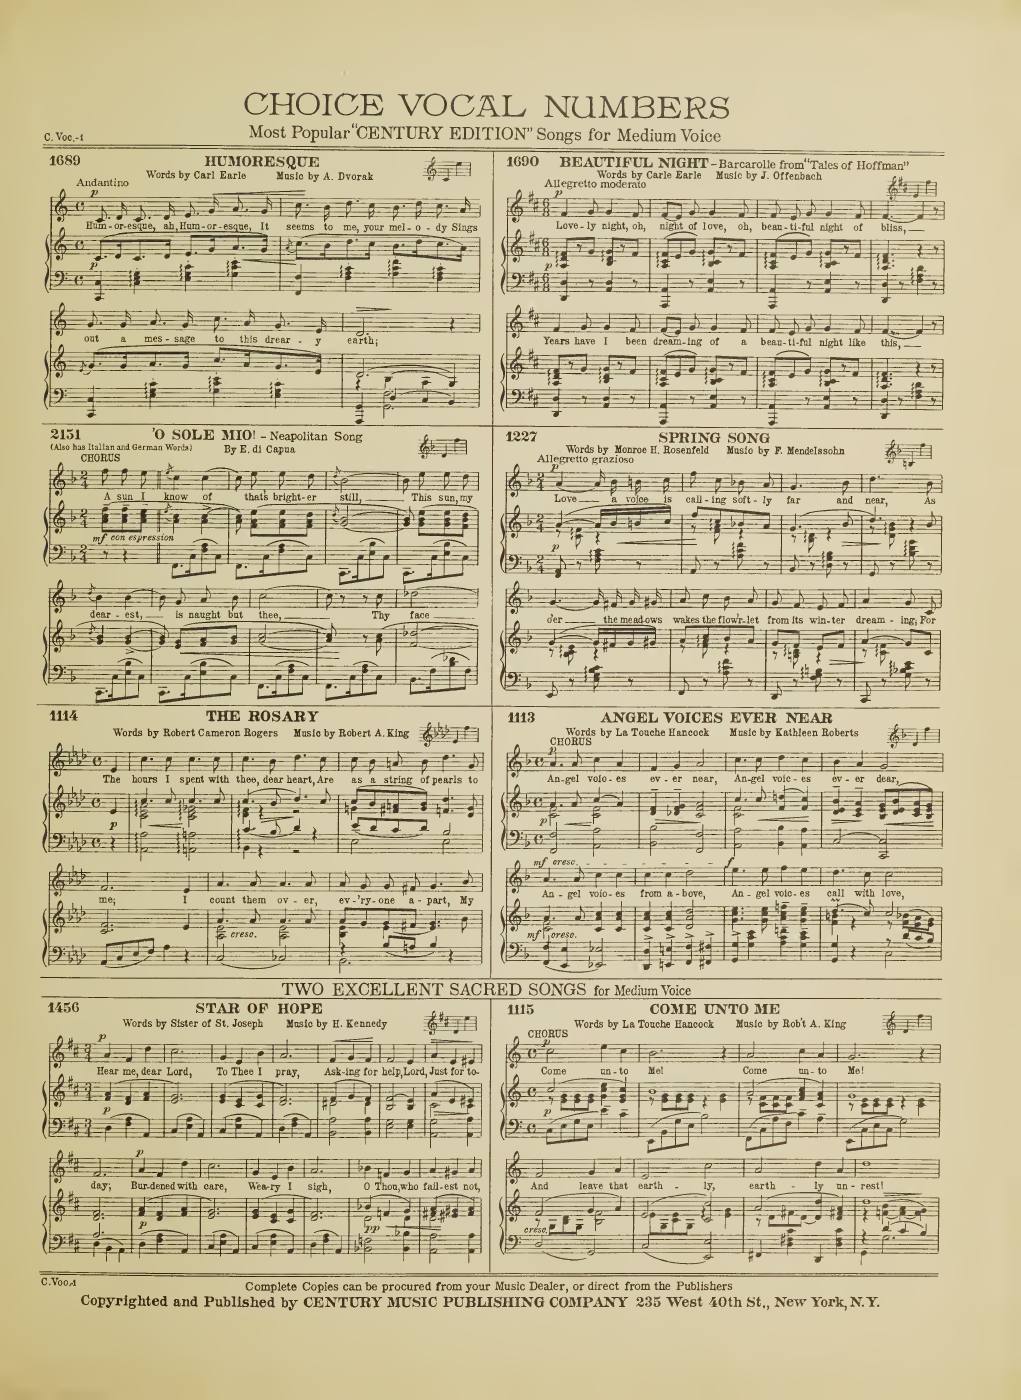 CHOICE VOCAL NUMBERS
C. Voc.-1
Most Popular "CENTURY EDITION" Songs for Medium Voice
1689
HUMORESQUE
Words by Carl Earle Music by A. Dvorak
Andantino
p
Hum-or-esque, ah, Hum-or-esque, It seems to me, your mel-o-dy Sings
p
out a mes-sage to this drear-y earth;
1690
BEAUTIFUL NIGHT - Barcarolle from "Tales of Hoffman"
Words by Carle Earle Music by J. Offenbach
Allegretto moderato
p
Love-ly night, oh, night of love, oh, beau-ti-ful night of bliss,
p
Years have I been dream-ing of a beau-ti-ful night like this,
2151
'O SOLE MIO! - Neapolitan Song
(Also has Italian and German Words)
By E. di Capua
CHORUS
A sun I know of that's bright-er still, This sun, my
mf con espressione
dear-est, is naught but thee, Thy face
1227
SPRING SONG
Words by Monroe H. Rosenfeld Music by F. Mendelssohn
Allegretto grazioso
p
Love a voice is call-ing soft-ly far and near, As
p
o'er the meadows wakes the flow'r-let from its win-ter dream-ing; For
1114
THE ROSARY
Words by Robert Cameron Rogers Music by Robert A. King
The hours I spent with thee, dear heart, Are as a string of pearls to
p
me; I count them ov-er, ev-'ry-one a-part, My
cresc.
1113
ANGEL VOICES EVER NEAR
Words by La Touche Hancock Music by Kathleen Roberts
CHORUS
p
An-gel voic-es ev-er near, An-gel voic-es ev-er dear,
p
mf cresc. f
An-gel voic-es from a-bove, An-gel voic-es call with love,
mf cresc.
TWO EXCELLENT SACRED SONGS for Medium Voice
1456
STAR OF HOPE
Words by Sister of St. Joseph Music by H. Kennedy
p
Hear me, dear Lord, To Thee I pray, Ask-ing for help, Lord, Just for to-
p
p
day; Bur-dened with care, Wea-ry I sigh, O Thou, who fail-est not,
p pp
1115
COME UNTO ME
Words by La Touche Hancock Music by Rob't A. King
CHORUS
p
Come un-to Me! Come un-to Me!
p
And leave that earth-ly, earth-ly un-rest!
cresc.
C. Voc.-1
Complete Copies can be procured from your Music Dealer, or direct from the Publishers
Copyrighted and Published by CENTURY MUSIC PUBLISHING COMPANY 235 West 40th St., New York, N.Y.